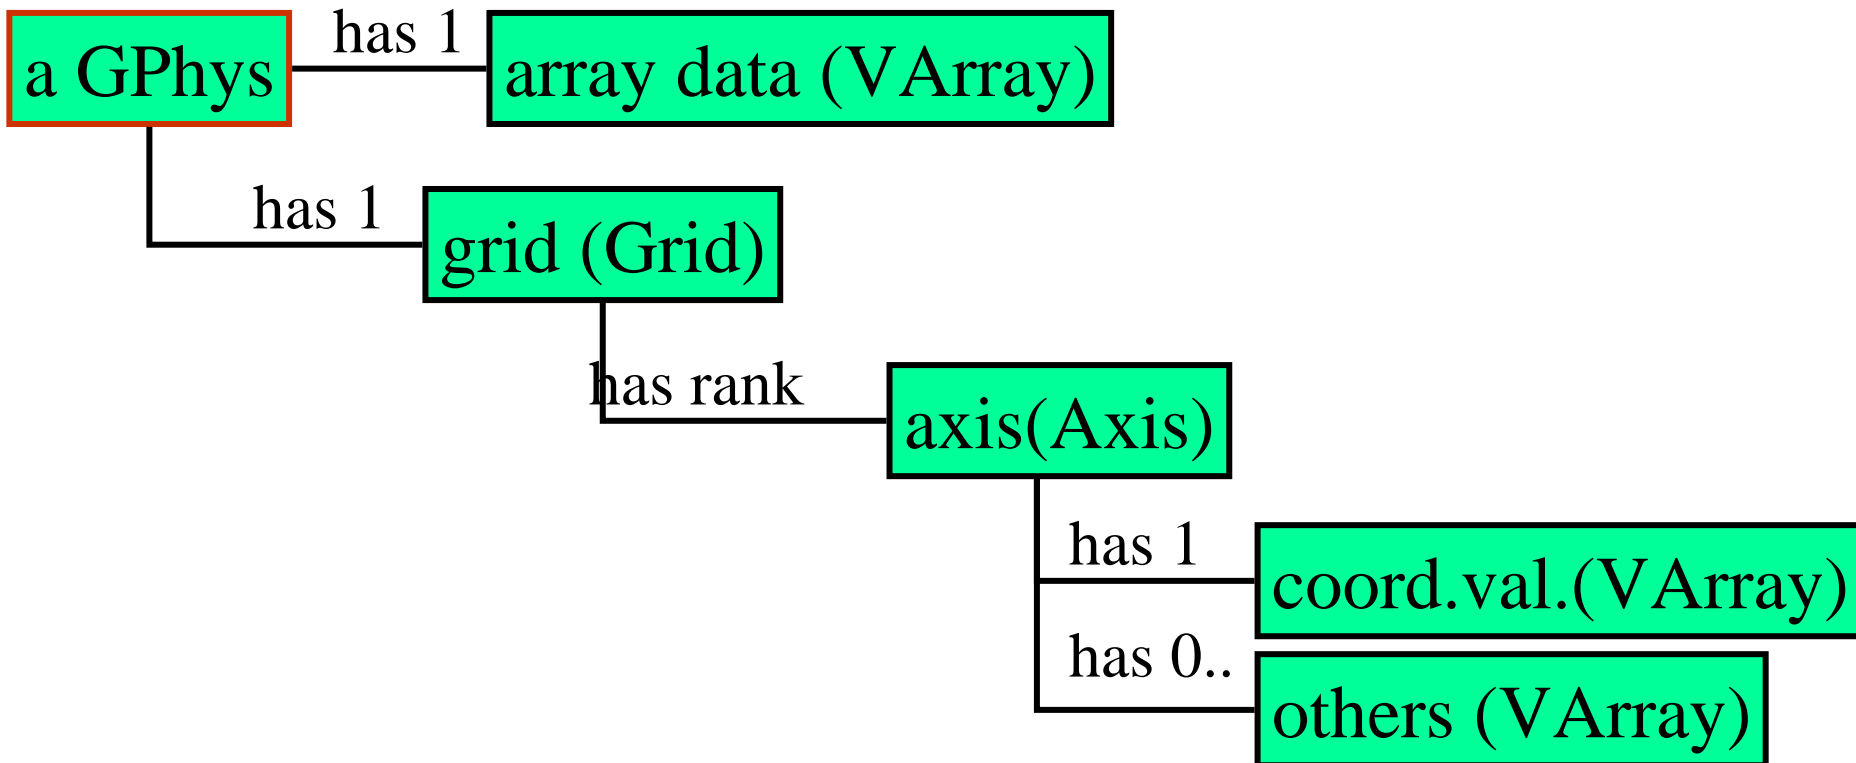 a GPhys
has 1
array data (VArray)
has 1
grid (Grid)
has rank
axis(Axis)
has 1
coord.val.(VArray)
has 0..
others (VArray)